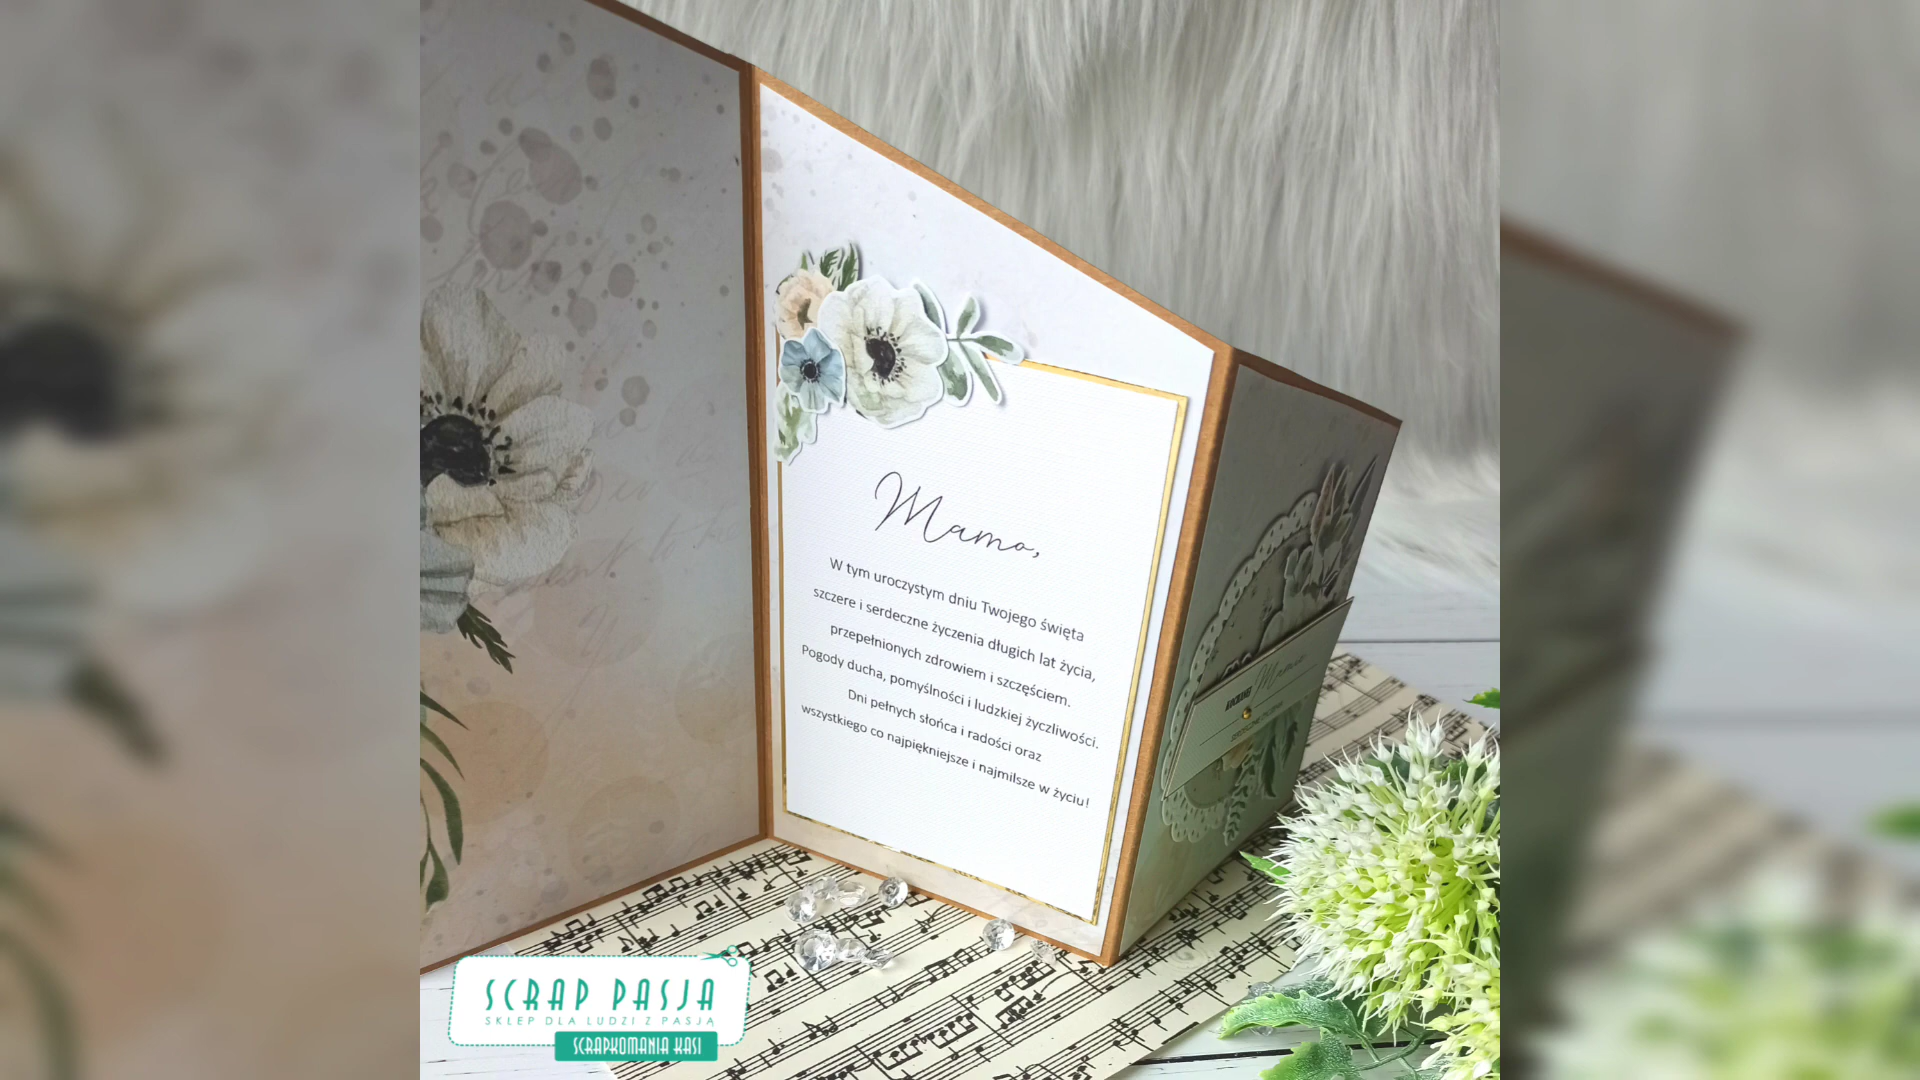 Mamo,
W tym uroczystym dniu Twojego święta
szczere i serdeczne życzenia długich lat życia,
przepełnionych zdrowiem i szczęściem.
Pogody ducha, pomyślności i ludzkiej życzliwości.
Dni pełnych słońca i radości oraz
wszystkiego co najpiękniejsze i najmilsze w życiu!
SCRAP PASJA
SKLEP DLA LUDZI Z PASJĄ
SCRAPKOMANIA KASI